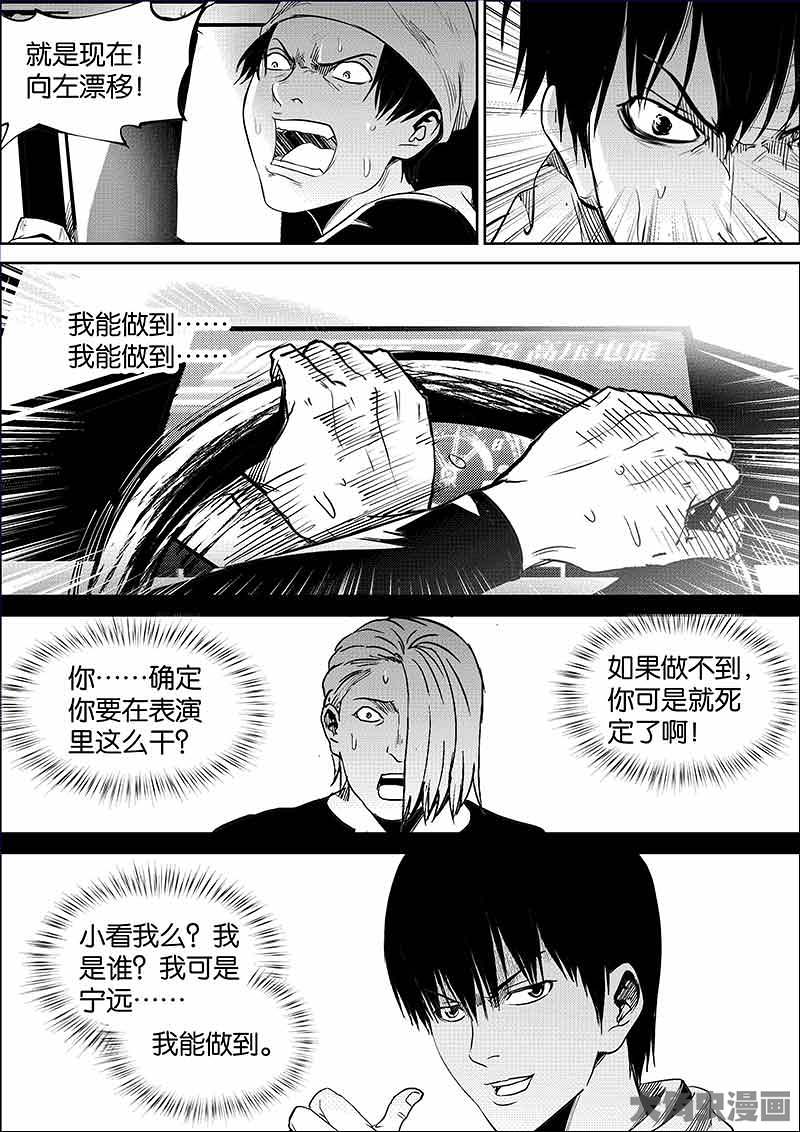 就是现在！
向左漂移！
我能做到……
我能做到……
高压电能
你……确定
你要在表演
里这么干？
如果做不到，
你可是就死
定了啊！
小看我么？我
是谁？我可是
宁远……
我能做到。
大角虫漫画